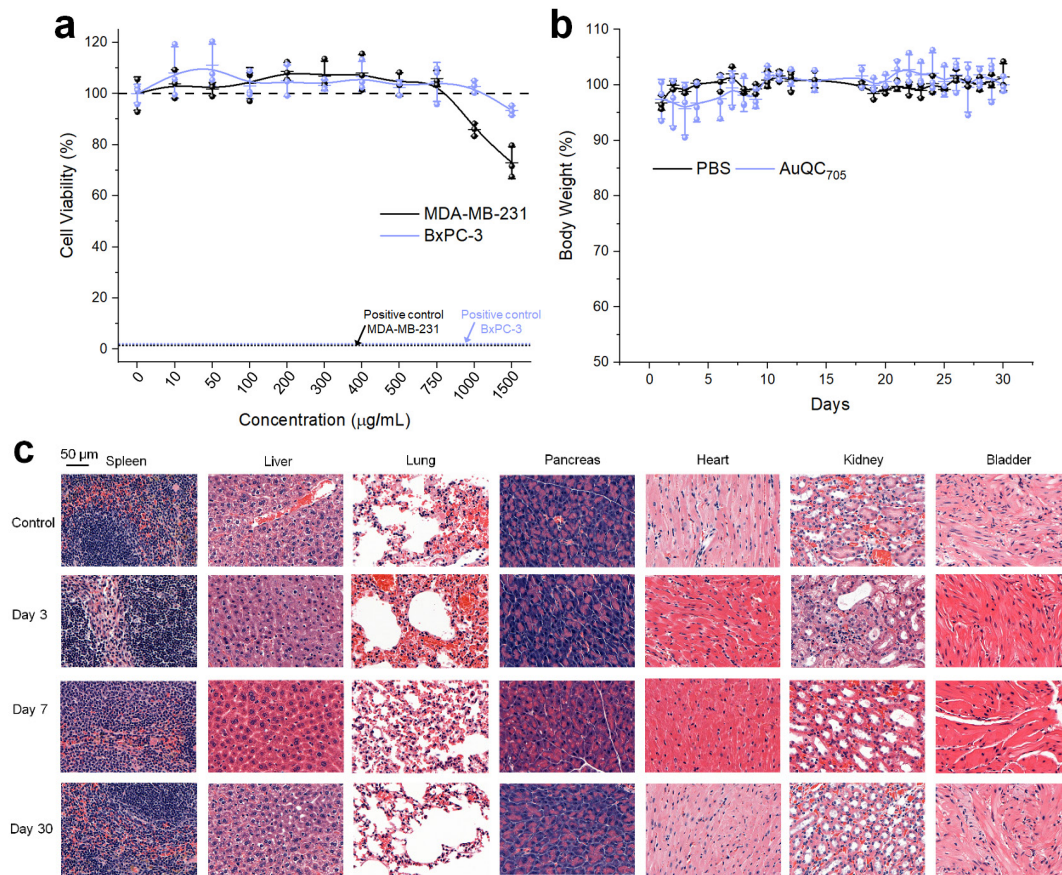 a
120
100
80
60
40
20
0
Cell Viability (%)
MDA-MB-231
BxPC-3
Positive control
MDA-MB-231
Positive control
BxPC-3
0
10
50
100
200
300
400
500
750
1000
1500
Concentration (µg/mL)
b
110
100
90
80
70
60
50
Body Weight (%)
PBS
AuQC705
0
5
10
15
20
25
30
Days
c
50 µm
Spleen
Liver
Lung
Pancreas
Heart
Kidney
Bladder
Control
Day 3
Day 7
Day 30